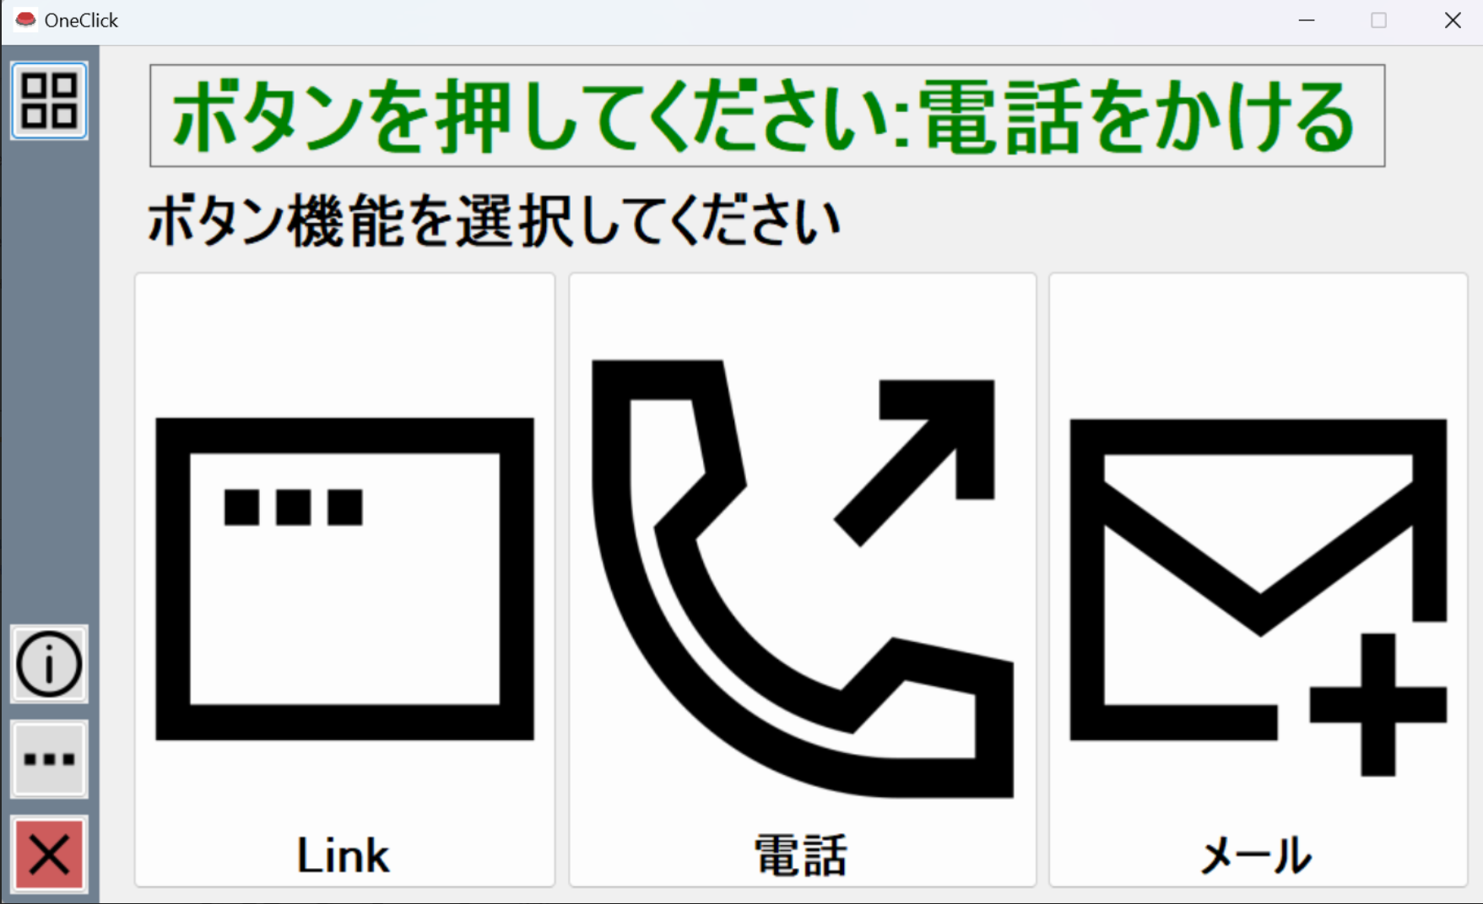 OneClick
ボタンを押してください:電話をかける
ボタン機能を選択してください
Link
電話
メール